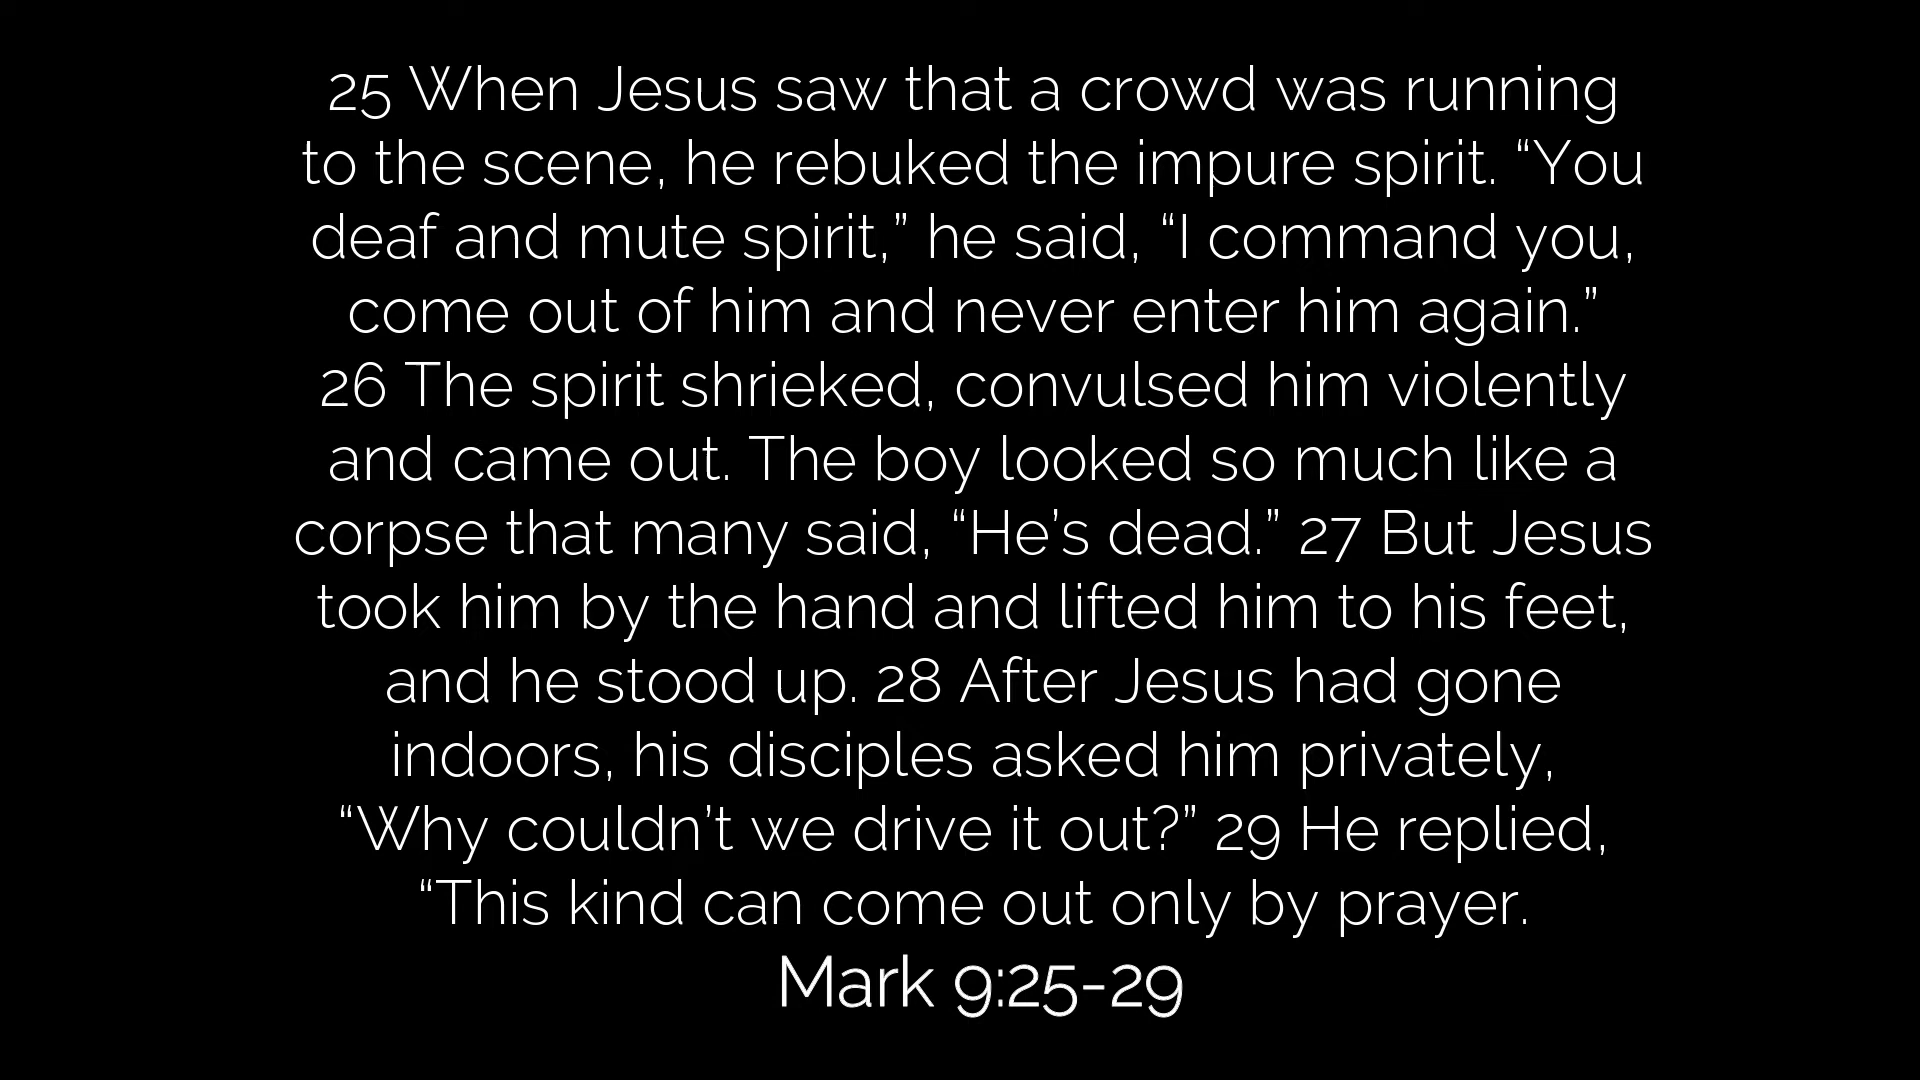 25 When Jesus saw that a crowd was running
to the scene, he rebuked the impure spirit. “You
deaf and mute spirit,” he said, “I command you,
come out of him and never enter him again.”
26 The spirit shrieked, convulsed him violently
and came out. The boy looked so much like a
corpse that many said, “He’s dead.” 27 But Jesus
took him by the hand and lifted him to his feet,
and he stood up. 28 After Jesus had gone
indoors, his disciples asked him privately,
“Why couldn’t we drive it out?” 29 He replied,
“This kind can come out only by prayer.
Mark 9:25-29